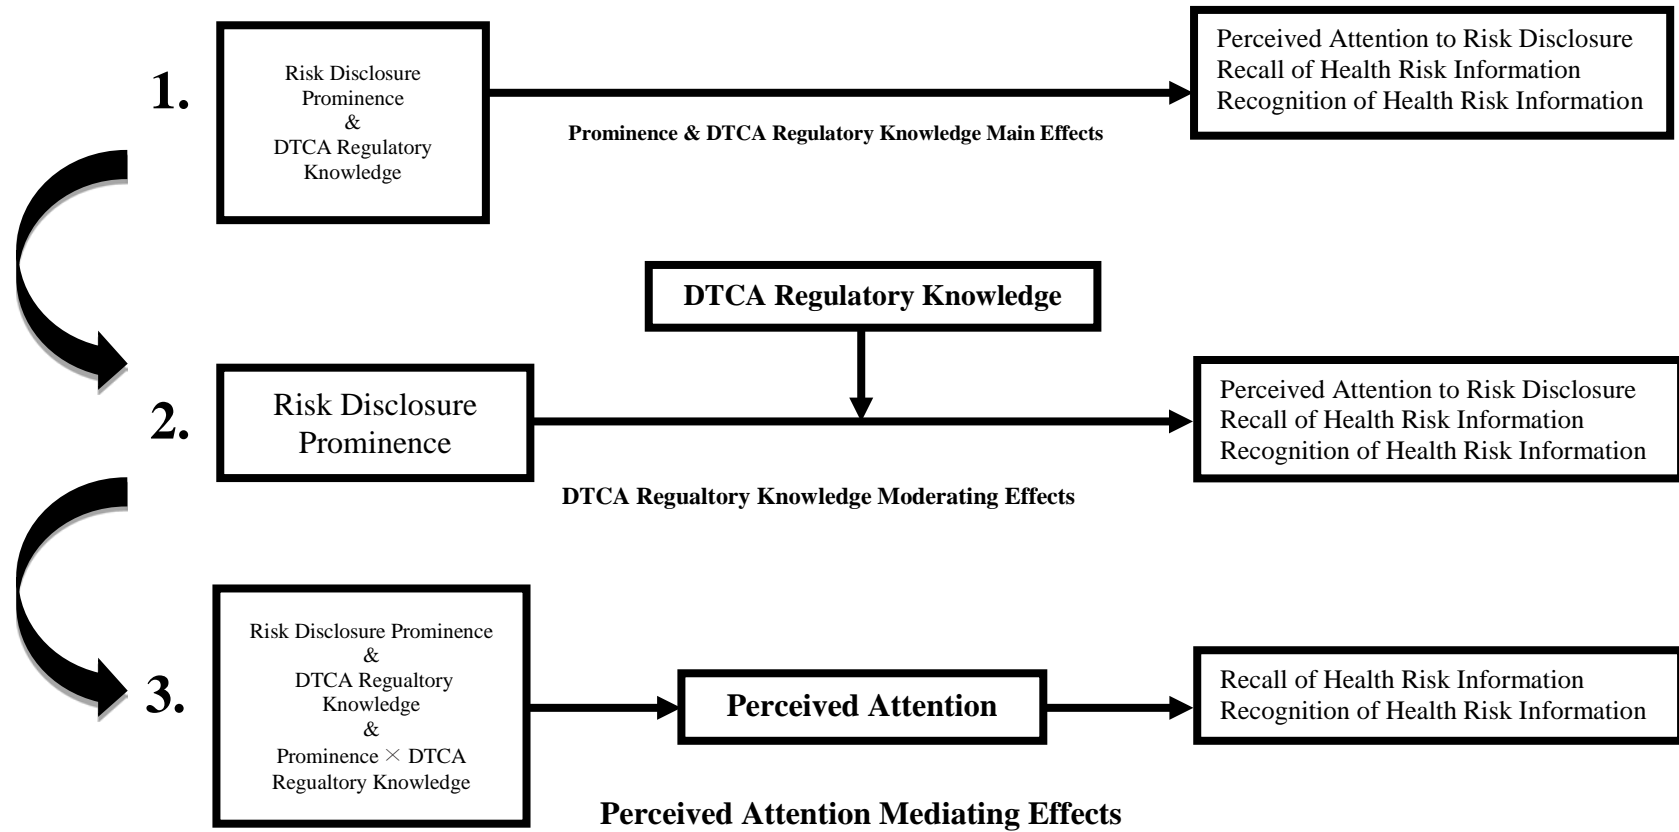 1.
Risk Disclosure
Prominence
&
DTCA Regulatory
Knowledge
Prominence & DTCA Regulatory Knowledge Main Effects
Perceived Attention to Risk Disclosure
Recall of Health Risk Information
Recognition of Health Risk Information
DTCA Regulatory Knowledge
2.
Risk Disclosure
Prominence
DTCA Regualtory Knowledge Moderating Effects
Perceived Attention to Risk Disclosure
Recall of Health Risk Information
Recognition of Health Risk Information
3.
Risk Disclosure Prominence
&
DTCA Regualtory
Knowledge
&
Prominence × DTCA
Regualtory Knowledge
Perceived Attention
Recall of Health Risk Information
Recognition of Health Risk Information
Perceived Attention Mediating Effects